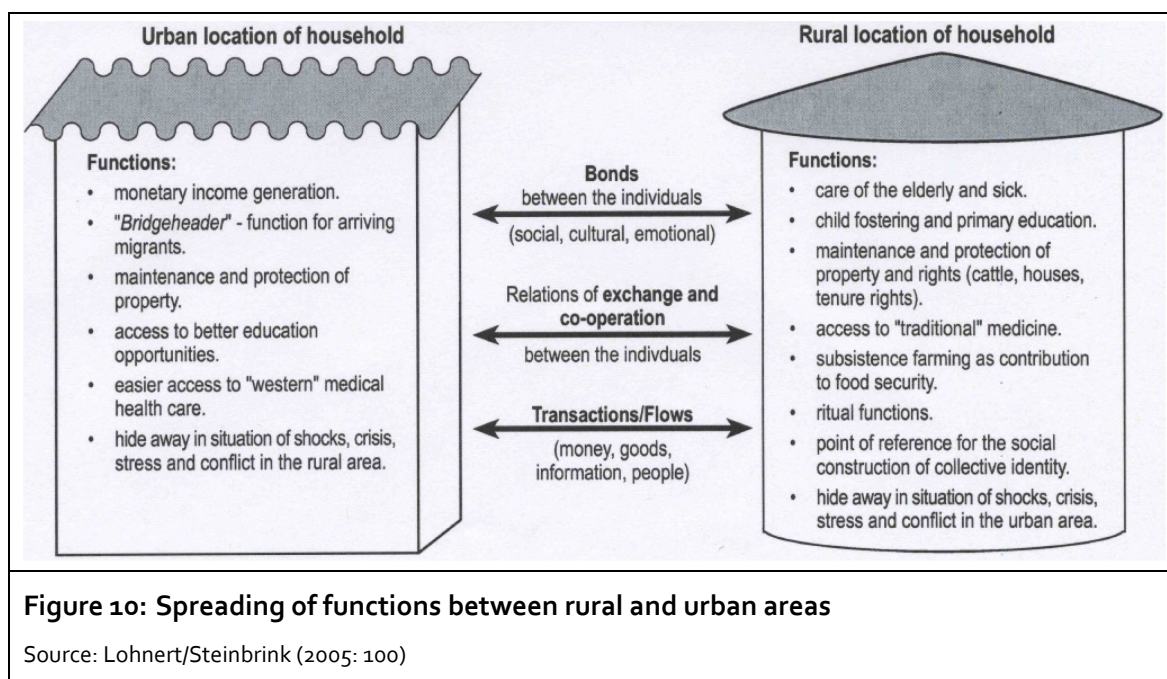 Urban location of household
Rural location of household
Functions:
• monetary income generation.
• "Bridgeheader" - function for arriving
migrants.
• maintenance and protection of
property.
• access to better education
opportunities.
• easier access to "western" medical
health care.
• hide away in situation of shocks, crisis,
stress and conflict in the rural area.
Bonds
between the individuals
(social, cultural, emotional)
Relations of exchange and
co-operation
between the indivduals
Transactions/Flows
(money, goods,
information, people)
Functions:
• care of the elderly and sick.
• child fostering and primary education.
• maintenance and protection of
property and rights (cattle, houses,
tenure rights).
• access to "traditional" medicine.
• subsistence farming as contribution
to food security.
• ritual functions.
• point of reference for the social
construction of collective identity.
• hide away in situation of shocks, crisis,
stress and conflict in the urban area.
Figure 10: Spreading of functions between rural and urban areas
Source: Lohnert/Steinbrink (2005: 100)